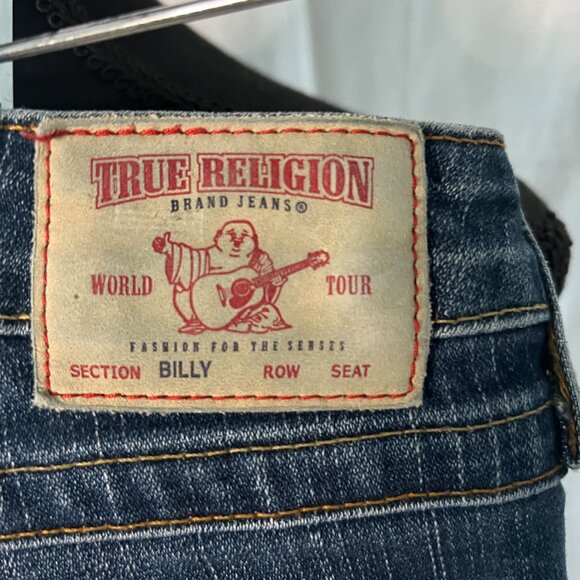 TRUE RELIGION
BRAND JEANS®
WORLD TOUR
FASHION FOR THE SENSES
SECTION BILLY ROW SEAT